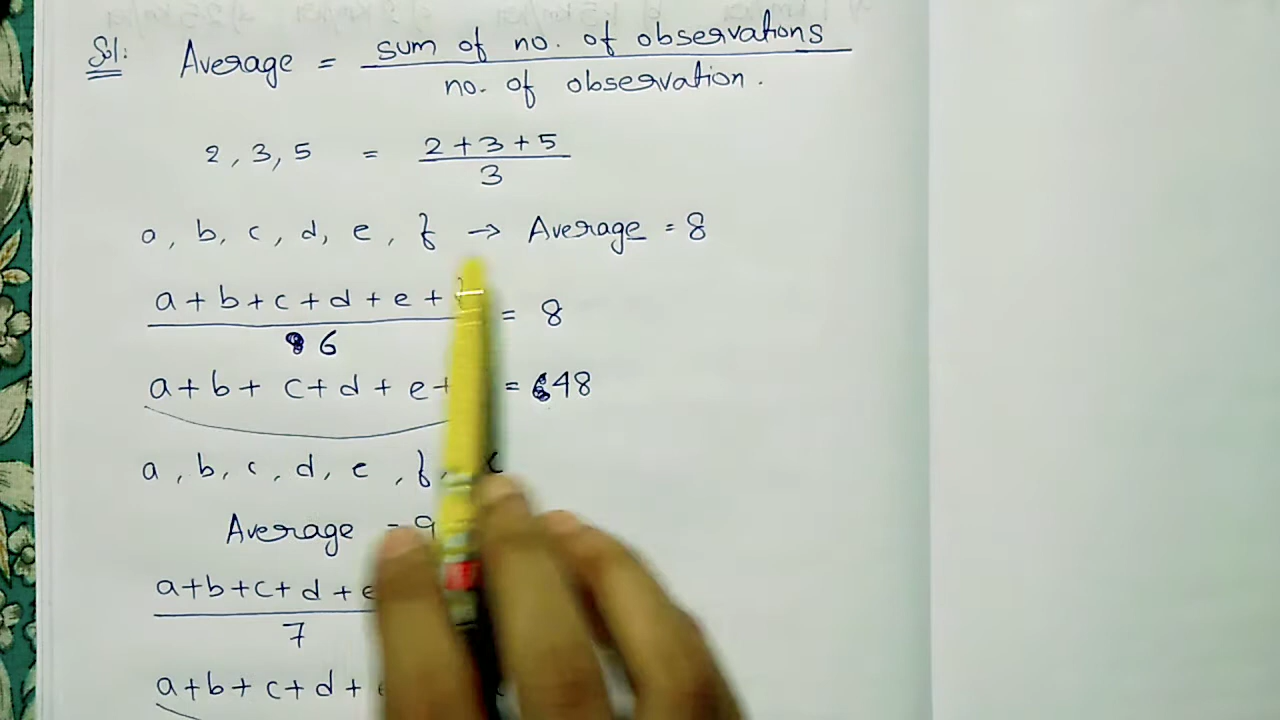 Sol: Average = sum of no. of observations / no. of observation.
2, 3, 5 = 2+3+5 / 3
a, b, c, d, e, f → Average = 8
a+b+c+d+e+ / 6 = 8
a+b+ c+d+e+ = 48
a, b, c, d, e, f,
Average = 9
a+b+c+d+e / 7
a+b+c+d+